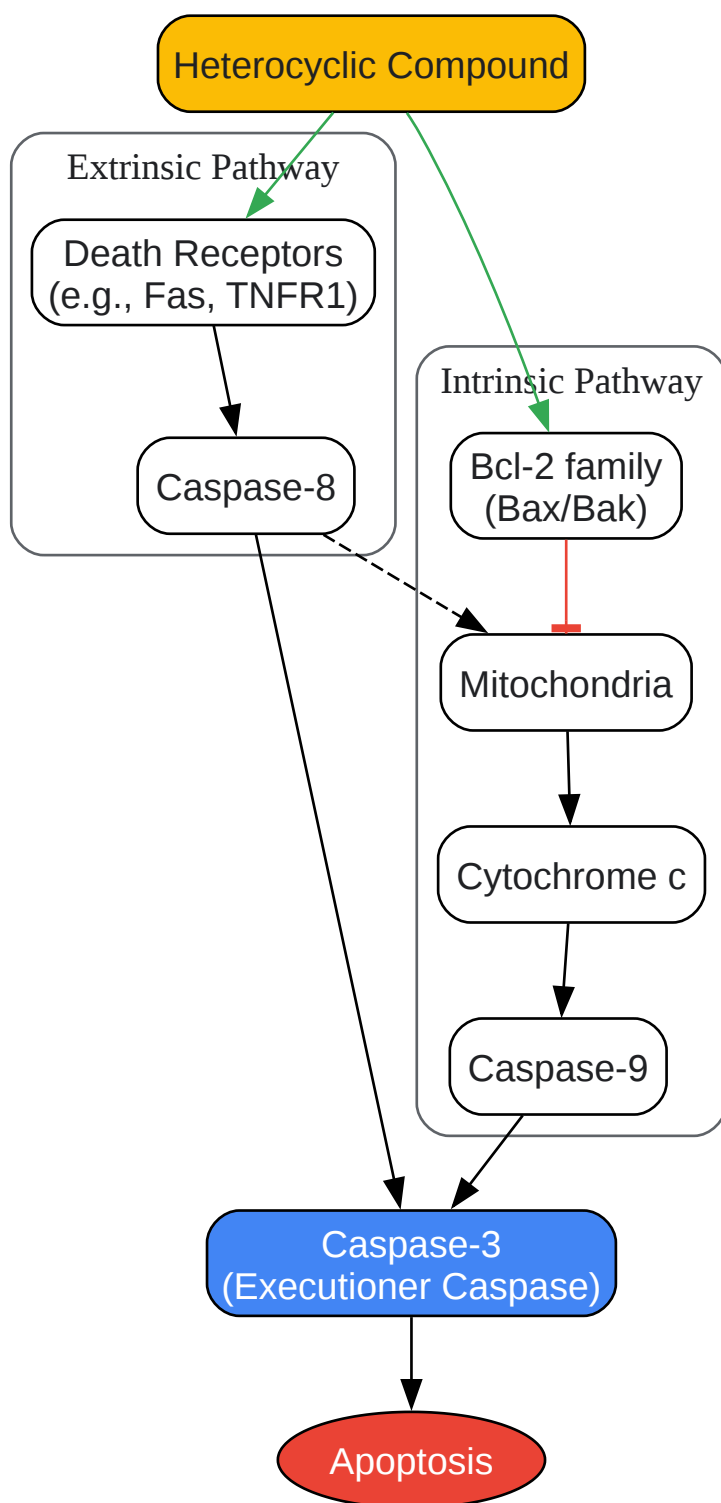 Heterocyclic Compound
Extrinsic Pathway
Death Receptors
(e.g., Fas, TNFR1)
Intrinsic Pathway
Caspase-8
Bcl-2 family
(Bax/Bak)
Mitochondria
Cytochrome c
Caspase-9
Caspase-3
(Executioner Caspase)
Apoptosis